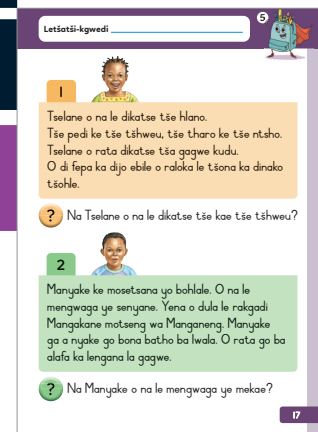 5
Letšatši-kgwedi
1
Tselane o na le dikatse tše hlano.
Tše pedi ke tše tšhweu, tše tharo ke tše ntsho.
Tselane o rata dikatse tša gagwe kudu.
O di fepa ka dijo ebile o raloka le tšona ka dinako
tšohle.
? Na Tselane o na le dikatse tše kae tše tšhweu?
2
Manyake ke mosetsana yo bohlale. O na le
mengwaga ye senyane. Yena o dula le rakgadi
Mangakane motseng wa Manganeng. Manyake
ga a nyake go bona batho ba lwala. O rata go ba
alafa ka lengana la gagwe.
? Na Manyake o na le mengwaga ye mekae?
17